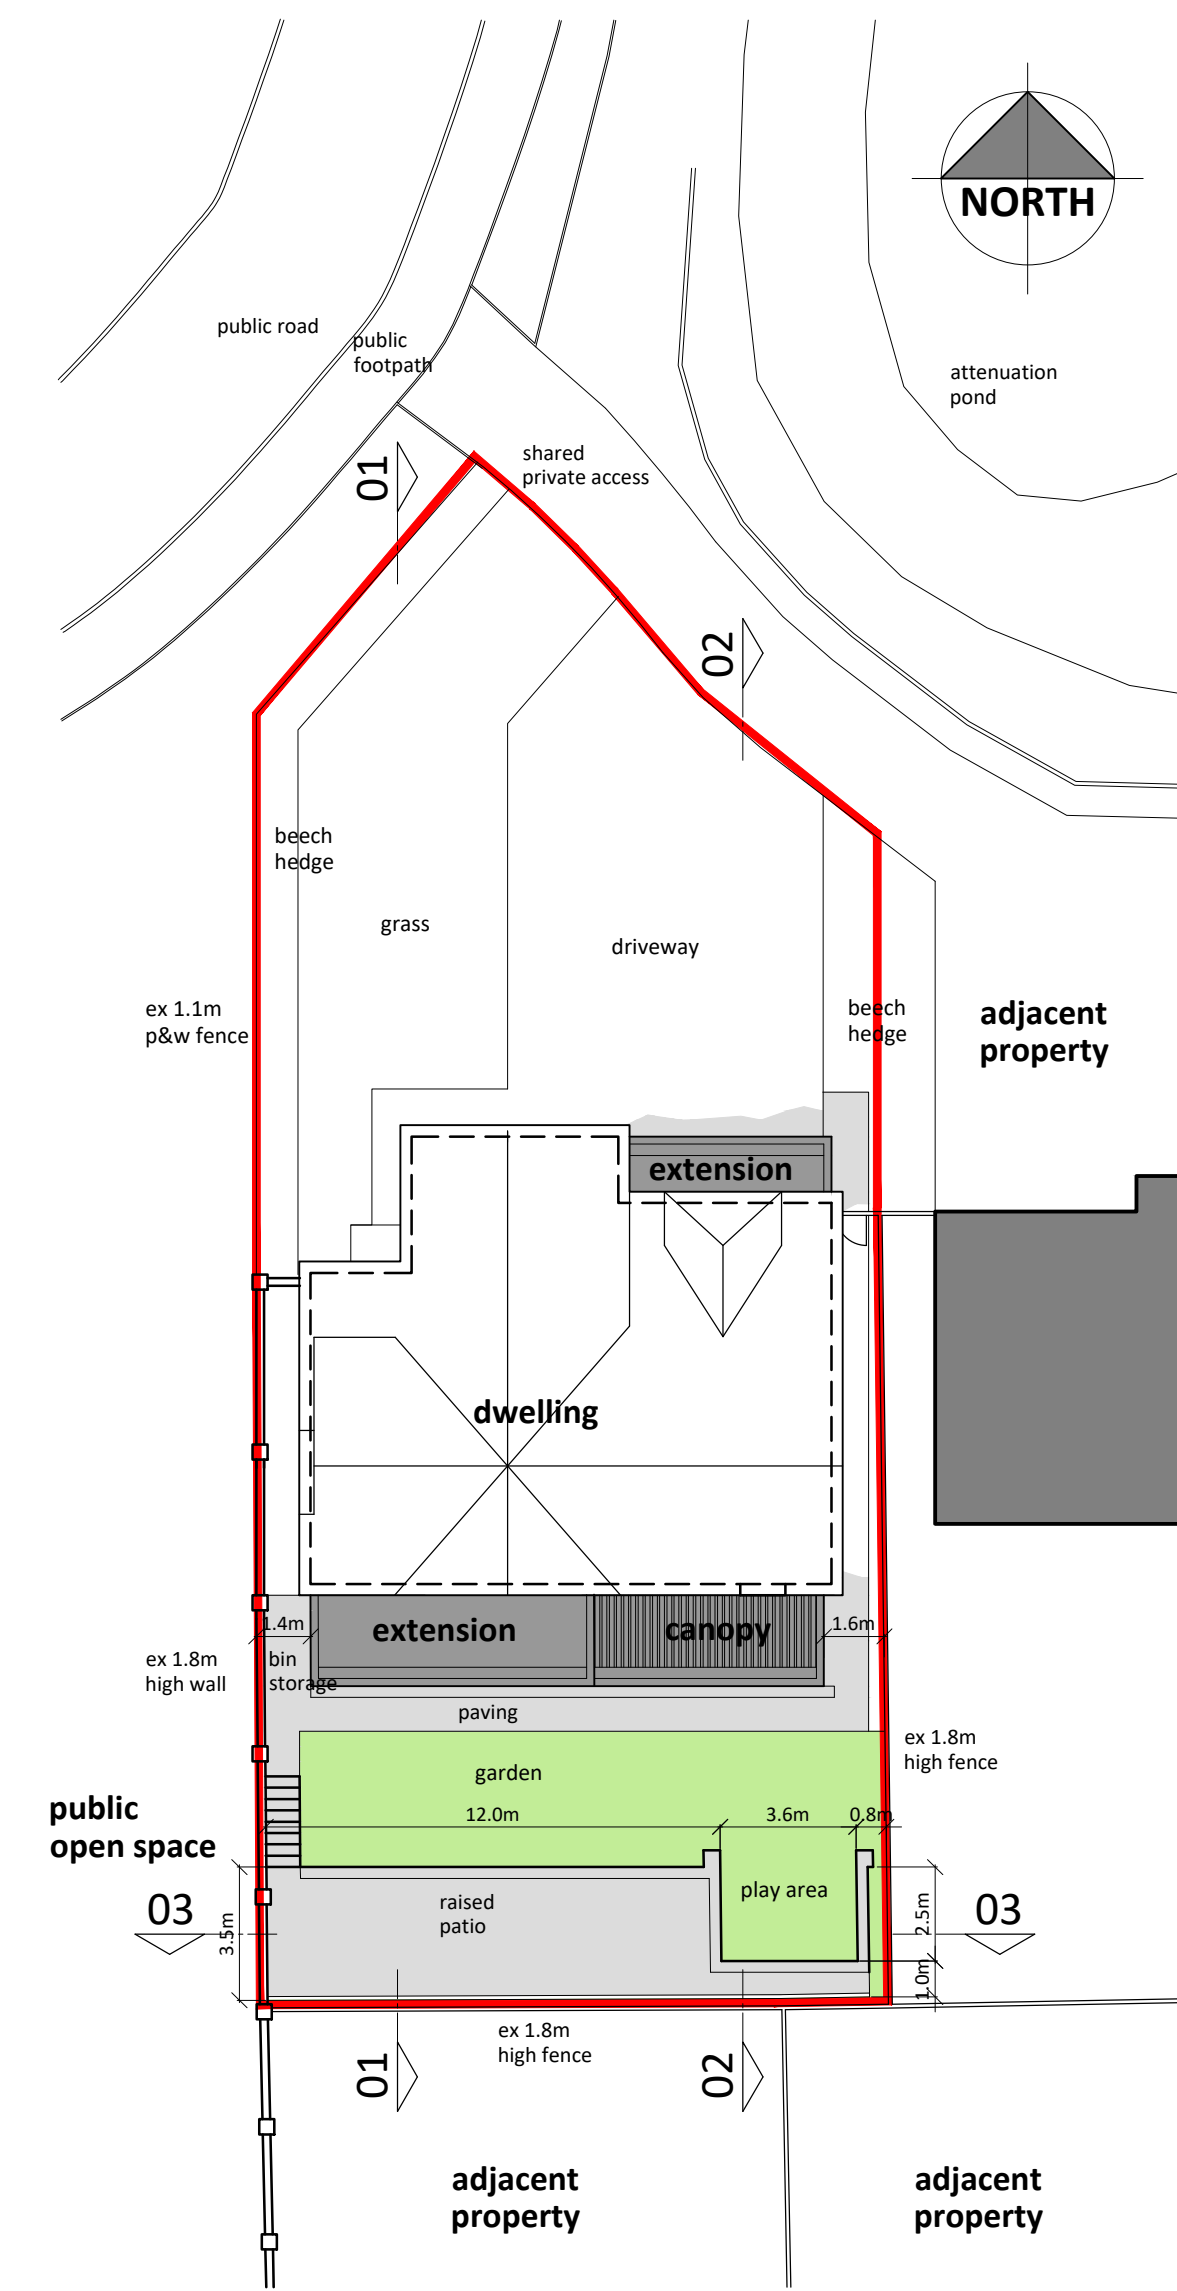 NORTH
public road
public
footpath
attenuation
pond
shared
private access
01
02
beech
hedge
grass
driveway
ex 1.1m
p&w fence
beech
hedge
adjacent
property
extension
dwelling
1.4m
extension
canopy
1.6m
ex 1.8m
high wall
bin
storage
paving
ex 1.8m
high fence
garden
public
open space
12.0m
3.6m
0.8m
play area
raised
patio
03
03
3.5m
2.5m
1.0m
ex 1.8m
high fence
01
02
adjacent
property
adjacent
property